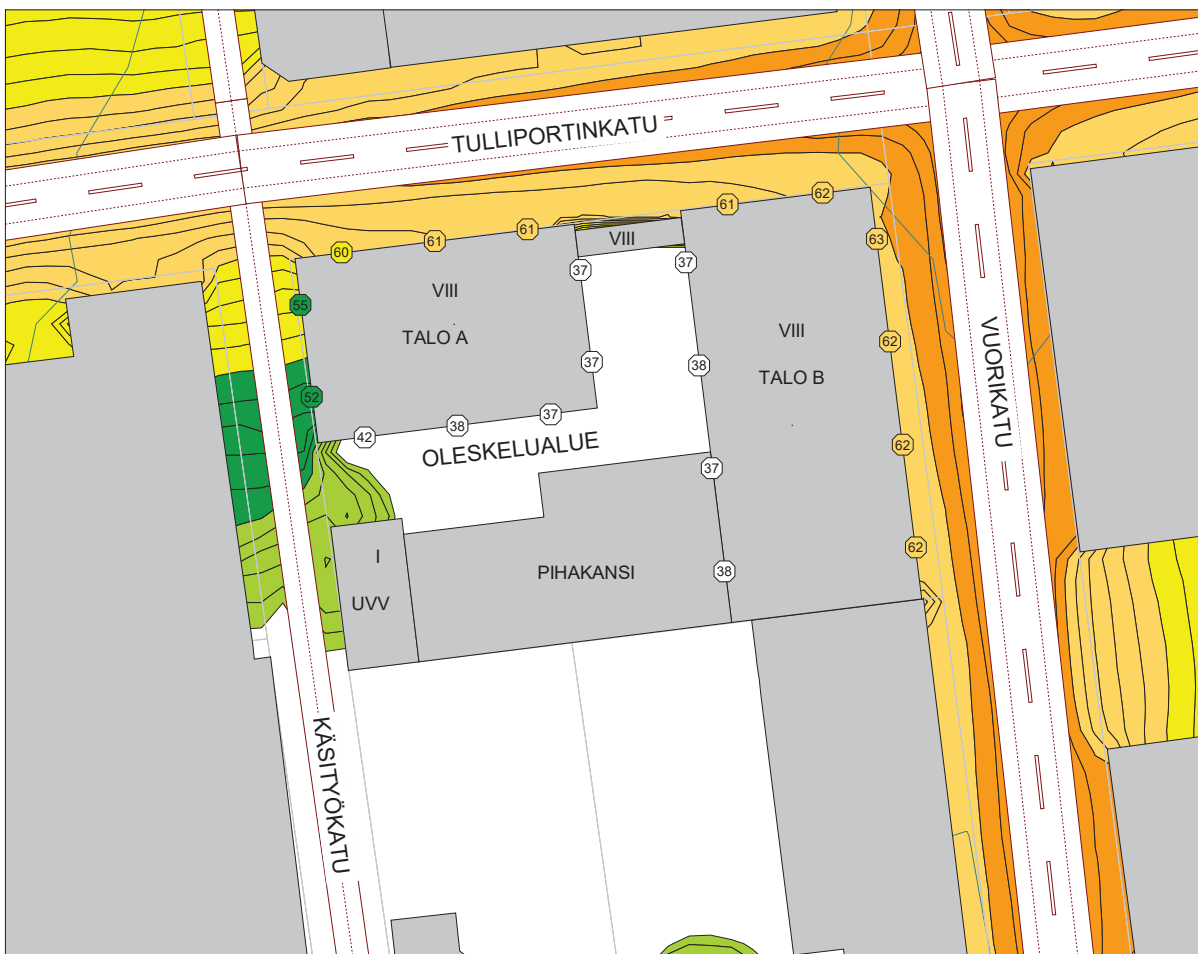 TULLIPORTINKATU
62
61
63
61
61
VIII
60
37
37
VIII
55
VIII
TALO A
VUORIKATU
62
37
38
TALO B
52
37
38
42
OLESKELUALUE
62
37
62
I
PIHAKANSI
38
UVV
KÄSITYÖKATU